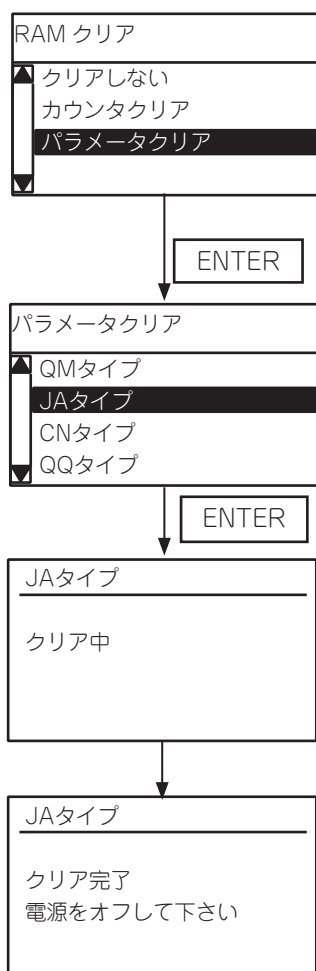 RAM クリア
クリアしない
カウンタクリア
パラメータクリア
ENTER
パラメータクリア
QMタイプ
JAタイプ
CNタイプ
QQタイプ
ENTER
JAタイプ
クリア中
JAタイプ
クリア完了
電源をオフして下さい